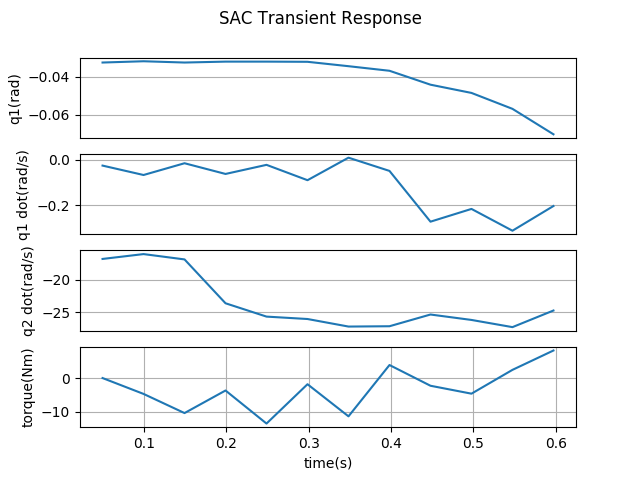 SAC Transient Response
q1(rad)
−0.04
−0.06
q1 dot(rad/s)
0.0
−0.2
q2 dot(rad/s)
−20
−25
torque(Nm)
0
−10
0.1 0.2 0.3 0.4 0.5 0.6
time(s)